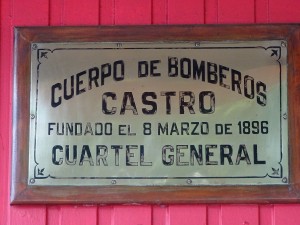 CUERPO DE BOMBEROS
CASTRO
FUNDADO EL 8 MARZO DE 1896
CUARTEL GENERAL